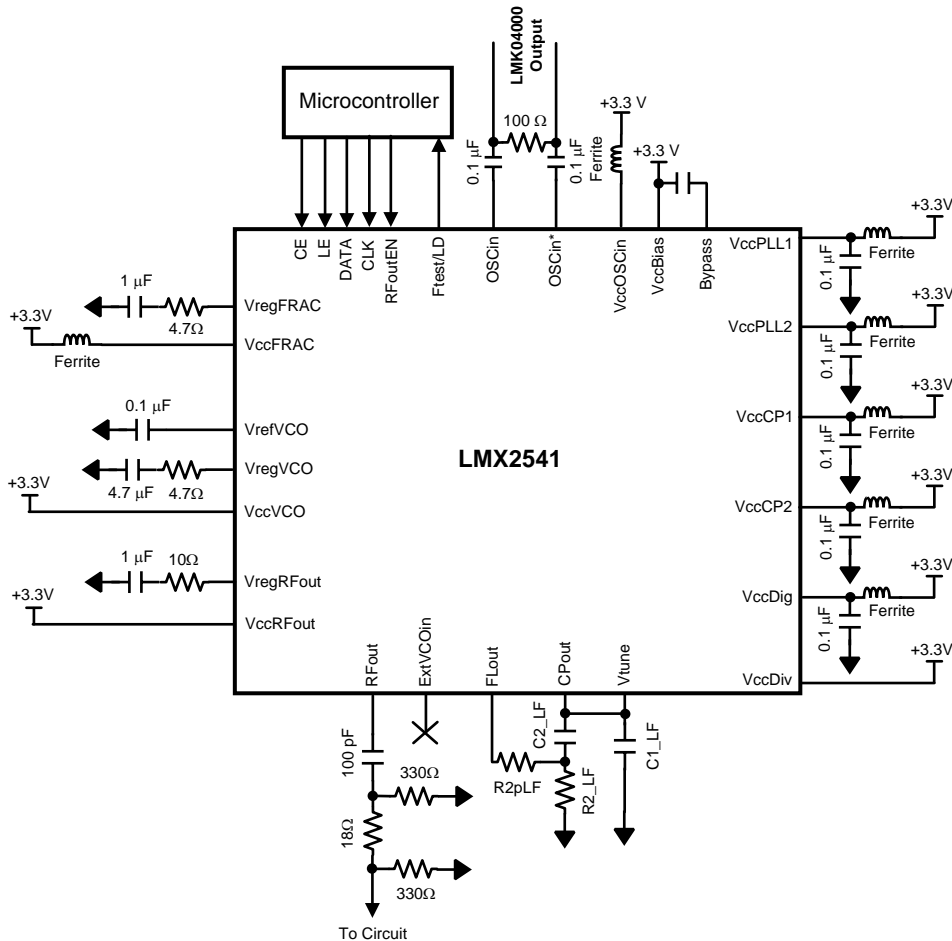 LMK04000
Output
Microcontroller
100 Ω
0.1 μF
0.1 μF
+3.3 V
Ferrite
+3.3 V
CE
LE
DATA
CLK
RFoutEN
Ftest/LD
OSCin
OSCin*
VccOSCin
VccBias
Bypass
1 μF
4.7Ω
VregFRAC
+3.3V
Ferrite
VccFRAC
0.1 μF
VrefVCO
4.7 μF
4.7Ω
VregVCO
+3.3V
VccVCO
1 μF
10Ω
VregRFout
+3.3V
VccRFout
LMX2541
VccPLL1
+3.3V
Ferrite
0.1 μF
VccPLL2
+3.3V
Ferrite
0.1 μF
VccCP1
+3.3V
Ferrite
0.1 μF
VccCP2
+3.3V
Ferrite
0.1 μF
VccDig
+3.3V
Ferrite
0.1 μF
VccDiv
+3.3V
RFout
ExtVCOin
FLout
CPout
Vtune
100 pF
330Ω
18Ω
330Ω
To Circuit
R2pLF
C2_LF
R2_LF
C1_LF